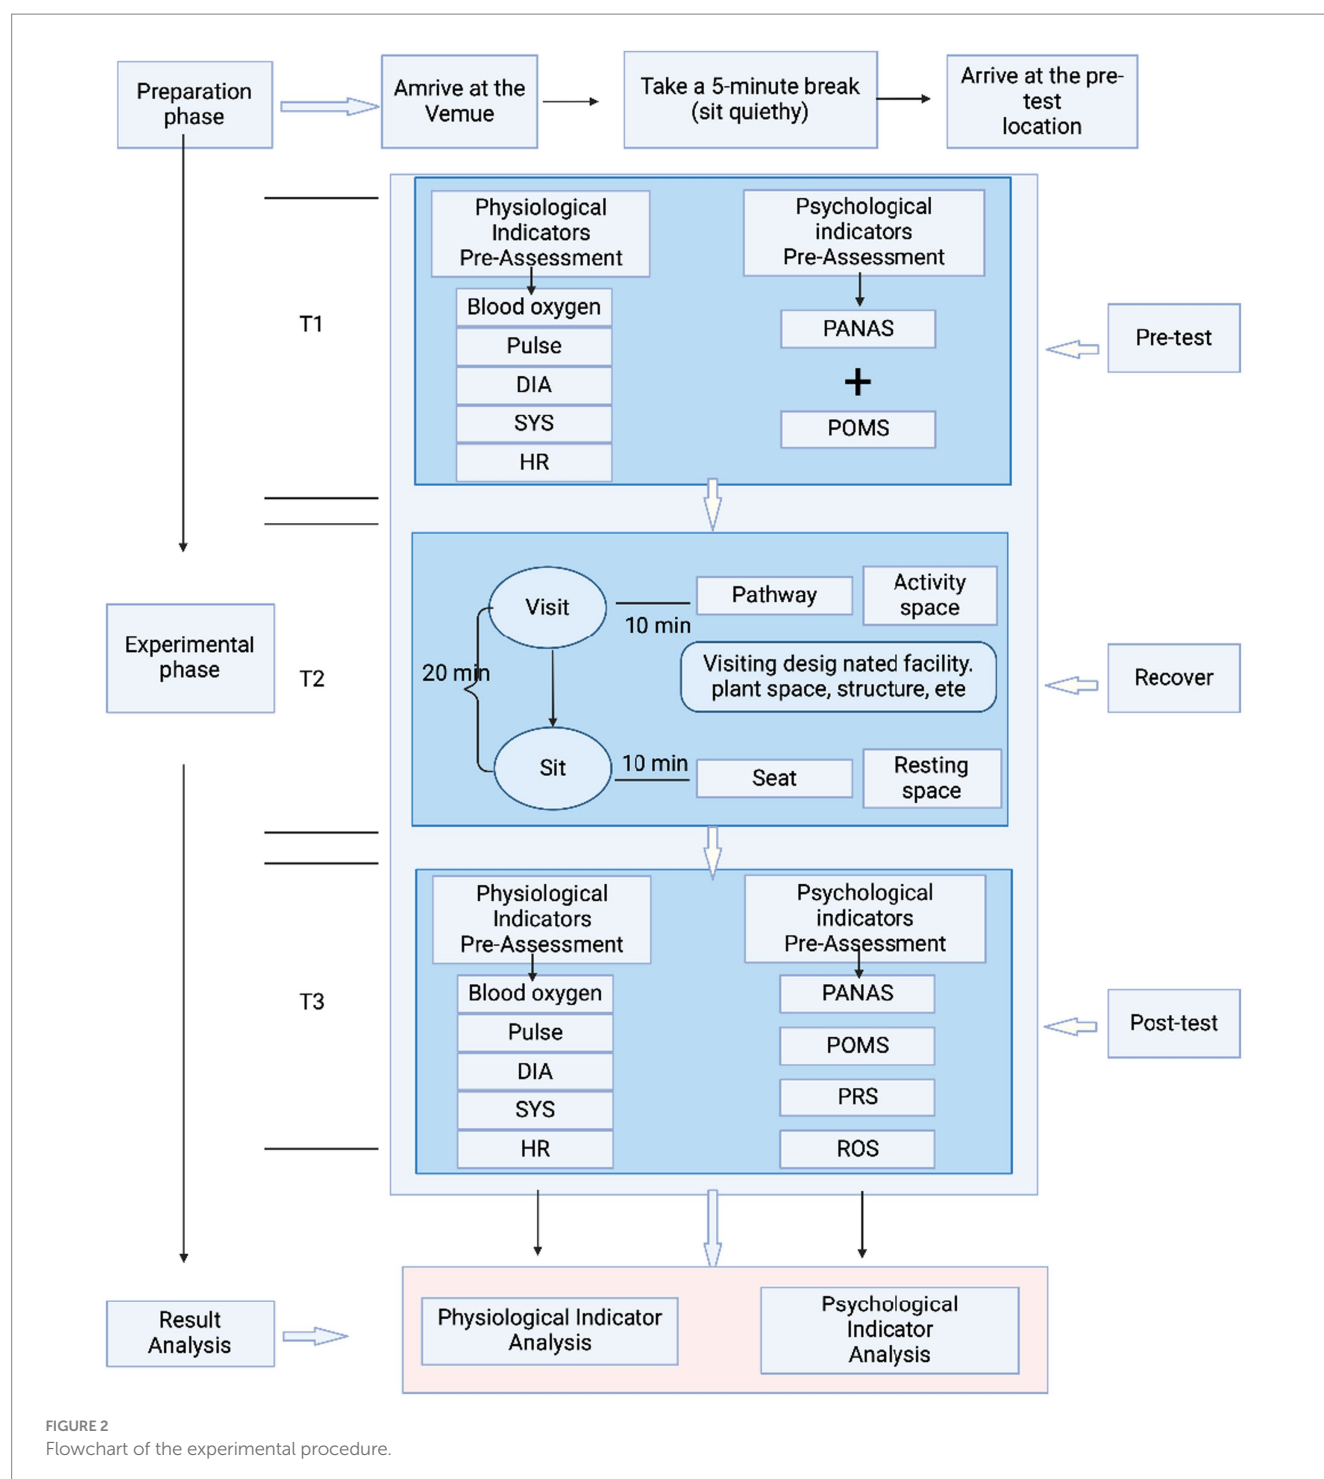 Preparation
phase
Amrive at the
Vemue
Take a 5-minute break
(sit quiethy)
Arrive at the pre-
test
location
T1
Physiological
Indicators
Pre-Assessment
Blood oxygen
Pulse
DIA
SYS
HR
Psychological
indicators
Pre-Assessment
PANAS
+
POMS
Pre-test
Experimental
phase
T2
20 min
Visit
10 min
Pathway
Activity
space
Visiting desig nated facility.
plant space, structure, ete
Sit
10 min
Seat
Resting
space
Recover
T3
Physiological
Indicators
Pre-Assessment
Blood oxygen
Pulse
DIA
SYS
HR
Psychological
indicators
Pre-Assessment
PANAS
POMS
PRS
ROS
Post-test
Result
Analysis
Physiological Indicator
Analysis
Psychological
Indicator
Analysis
FIGURE 2
Flowchart of the experimental procedure.